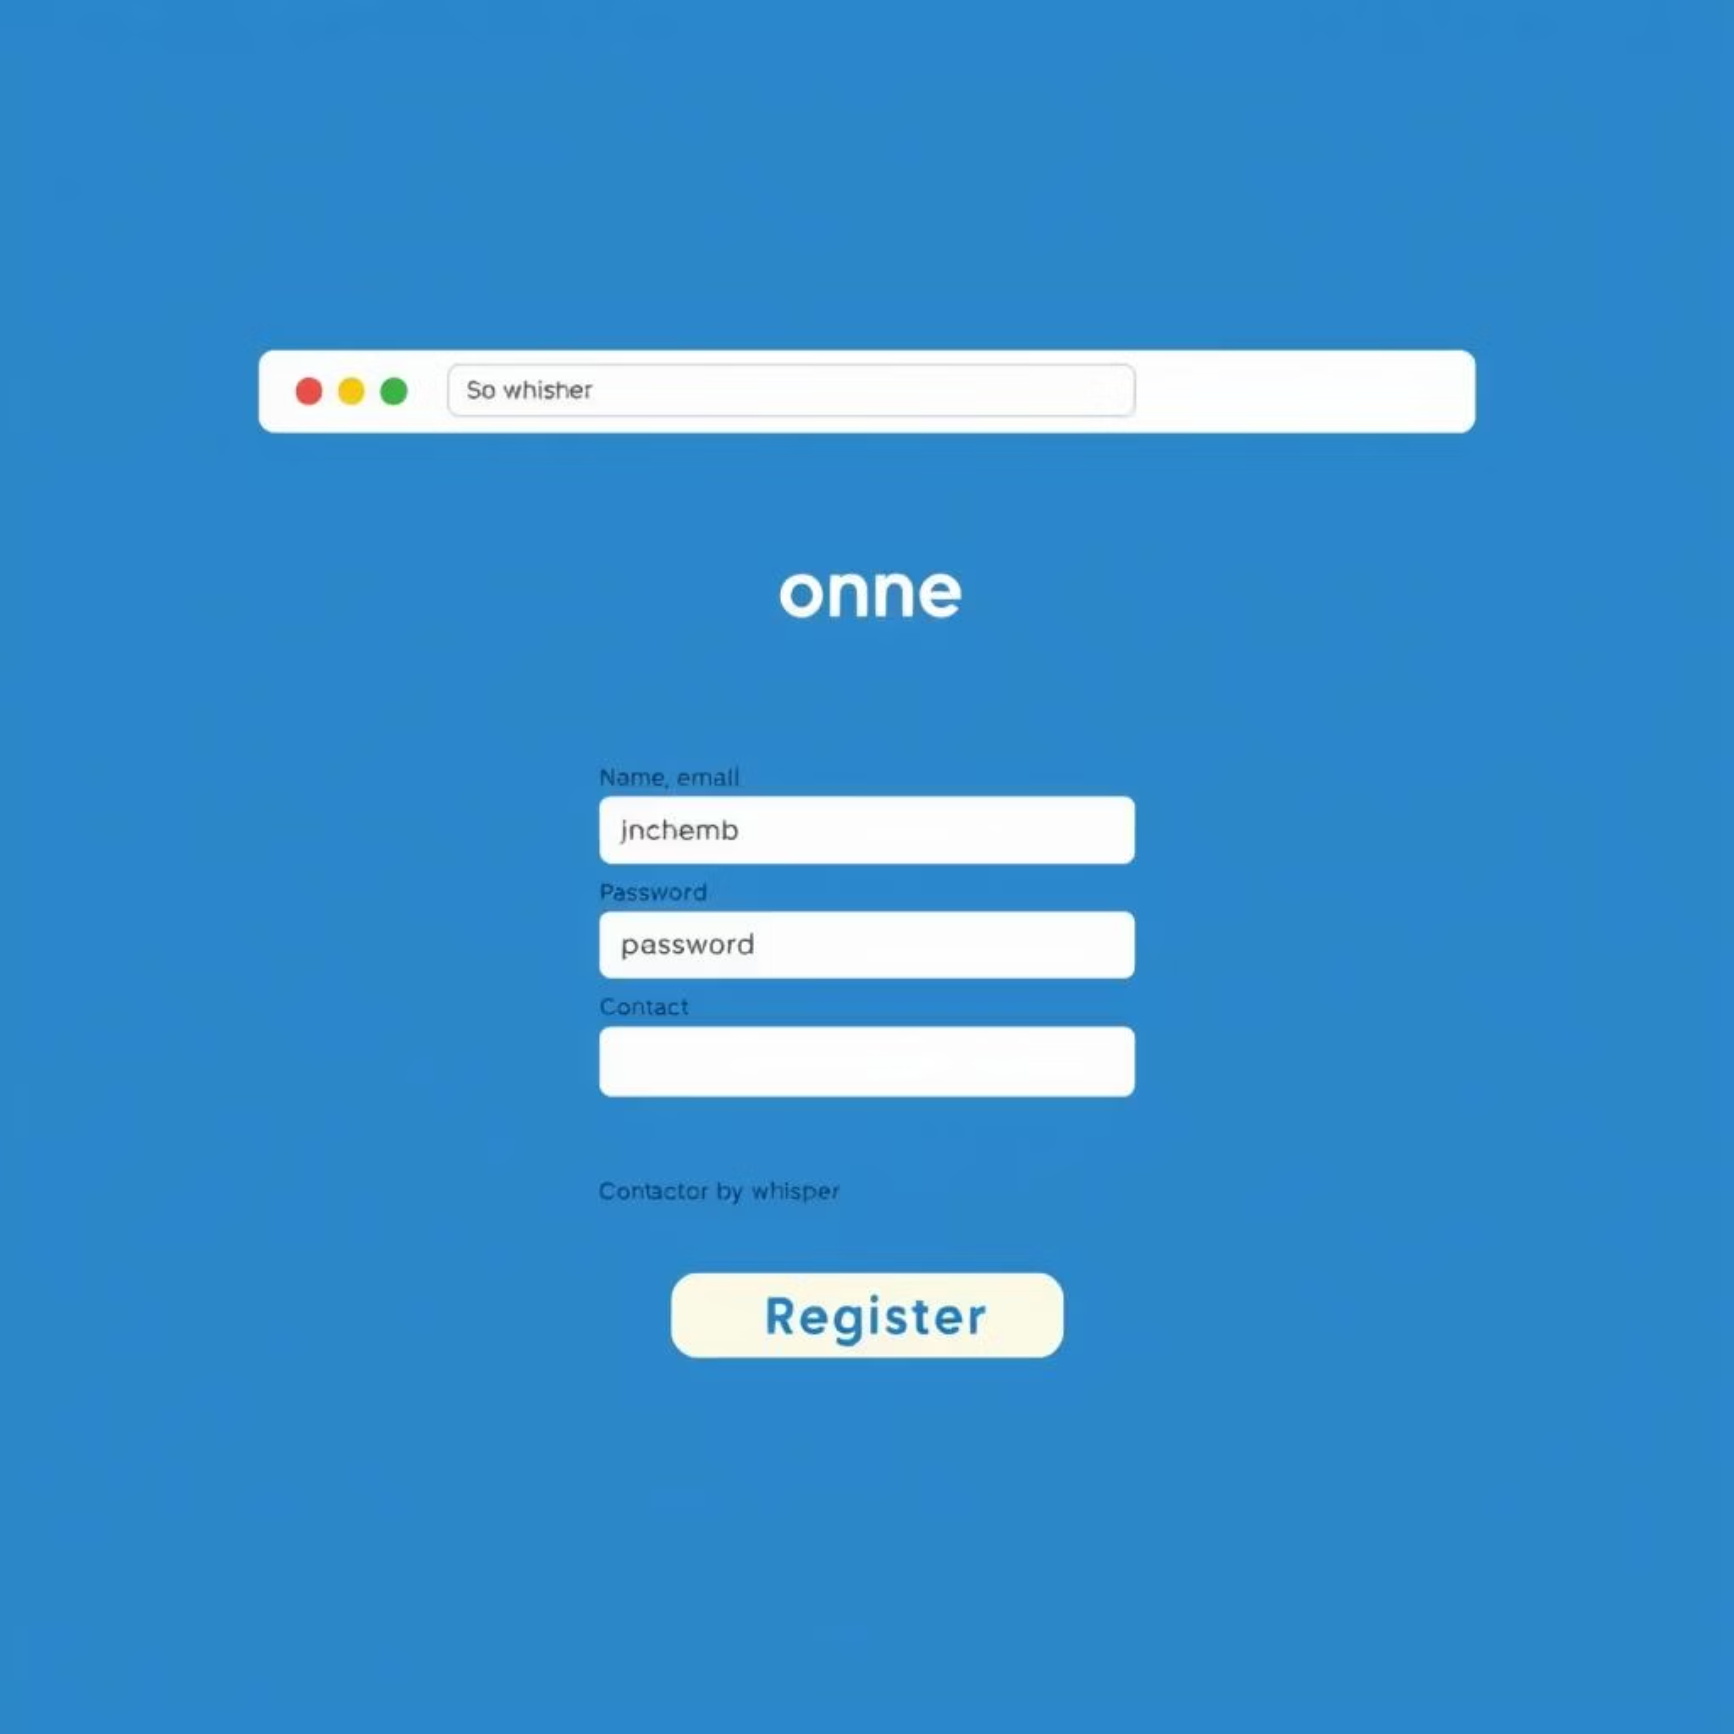 So whisher
onne
Name, email
jnchemb
Password
password
Contact
Contactor by whisper
Register